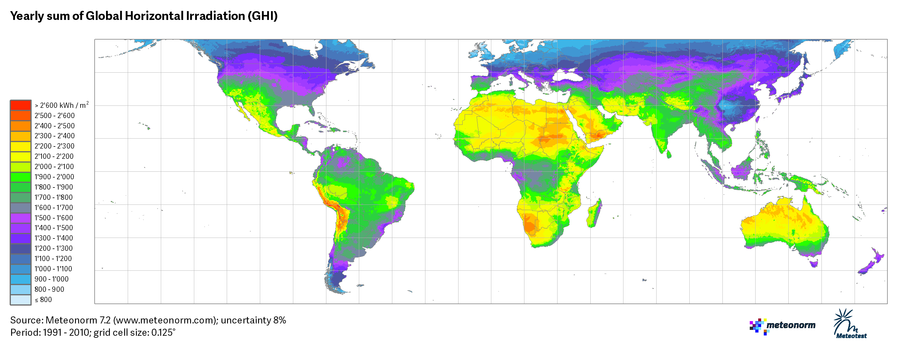 Yearly sum of Global Horizontal Irradiation (GHI)
> 2'600 kWh / m²
2'500 - 2'600
2'400 - 2'500
2'300 - 2'400
2'200 - 2'300
2'100 - 2'200
2'000 - 2'100
1'900 - 2'000
1'800 - 1'900
1'700 - 1'800
1'600 - 1'700
1'500 - 1'600
1'400 - 1'500
1'300 - 1'400
1'200 - 1'300
1'100 - 1'200
1'000 - 1'100
900 - 1'000
800 - 900
≤ 800
Source: Meteonorm 7.2 (www.meteonorm.com); uncertainty 8%
Period: 1991 - 2010; grid cell size: 0.125°
meteonorm
Meteotest